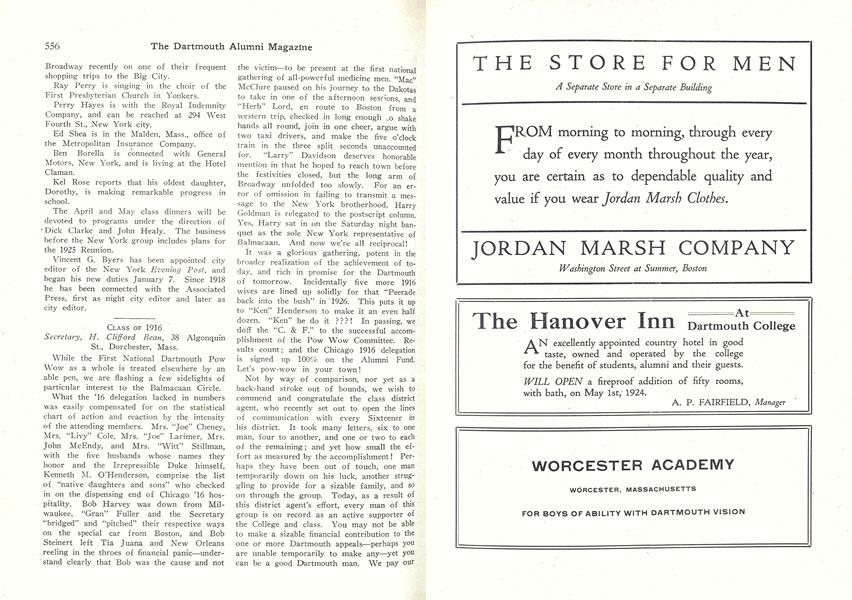 556
The Dartmouth Alumni Magazine
Broadway recently on one of their frequent
shopping trips to the Big City.
Ray Perry is singing in the choir of the
First Presbyterian Church in Yonkers.
Perry Hayes is with the Royal Indemnity
Company, and can be reached at 294 West
Fourth St., New York city.
Ed Shea is in the Malden, Mass., office of
the Metropolitan Insurance Company.
Ben Borella is connected with General
Motors, New York, and is living at the Hotel
Claman.
Kel Rose reports that his oldest daughter,
Dorothy, is making remarkable progress in
school.
The April and May class dinners will be
devoted to programs under the direction of
Dick Clarke and John Healy. The business
before the New York group includes plans for
the 1925 Reunion.
Vincent G. Byers has been appointed city
editor of the New York Evening Post, and
began his new duties January 7. Since 1918
he has been connected with the Associated
Press, first as night city editor and later as
city editor.
CLASS OF 1916
Secretary, H. Clifford Bean, 38 Algonquin
St., Dorchester, Mass.
While the First National Dartmouth Pow
Wow as a whole is treated elsewhere by an
able pen, we are flashing a few sidelights of
particular interest to the Balmacaan Circle.
What the '16 delegation lacked in numbers
was easily compensated for on the statistical
chart of action and reaction by the intensity
of the attending members. Mrs. "Joe" Cheney,
Mrs. "Livy" Cole, Mrs. "Joe" Larimer, Mrs.
John McEndy, and Mrs. "Witt" Stillman,
with the five husbands whose names they
honor and the Irrepressible Duke himself,
Kenneth M. O'Henderson, comprise the list
of "native daughters and sons" who checked
in on the dispensing end of Chicago '16 hos-
pitality. Bob Harvey was down from Mil-
waukee, "Gran" Fuller and the Secretary
"bridged" and "pitched" their respective ways
on the special car from Boston, and Bob
Steinert left Tia Juana and New Orleans
reeling in the throes of financial panic—under-
stand clearly that Bob was the cause and not
the victim—to be present at the first national
gathering of all-powerful medicine men. "Mac"
McClure paused on his journey to the Dakotas
to take in one of the afternoon sessions, and
"Herb" Lord, en route to Boston from a
western trip, checked in long enough .o shake
hands all round, join in one cheer, argue with
two taxi drivers, and make the five o'clock
train in the three split seconds unaccounted
for. "Larry" Davidson deserves honorable
mention in that he hoped to reach town before
the festivities closed, but the long arm of
Broadway unfolded too slowly. For an er-
ror of omission in failing to transmit a mes-
sage to the New York brotherhood, Harry
Goldman is relegated to the postscript column.
Yes, Harry sat in on the Saturday night ban-
quet as the sole New York representative of
Balmacaan. And now we're all reciprocal!
It was a glorious gathering, potent in the
broader realization of the achievement of to-
day, and rich in promise for the Dartmouth
of tomorrow. Incidentally five more 1916
wives are lined up solidly for that "Peerade
back into the bush" in 1926. This puts it up
to "Ken" Henderson to make it an even half
dozen. "Ken" he do it ???! In passing, we
doff the "C. & F." to the successful accom-
plishment of the Pow Wow Committee. Re-
sults count; and the Chicago 1916 delegation
is signed up 100% on the Alumni Fund.
Let's pow-wow in your town!
Not by way of comparison, nor yet as a
back-hand stroke out of bounds, we wish to
commend and congratulate the class district
agent, who recently set out to open the lines
of communication with every Sixteener in
his district. It took many letters, six to one
man, four to another, and one or two to each
of the remaining; and yet how small the ef-
fort as measured by the accomplishment! Per-
haps they have been out of touch, one man
temporarily down on his luck, another strug-
gling to provide for a sizable family, and so
on through the group. Today, as a result of
this district agent's effort, every man of this
group is on record as an active supporter of
the College and class. You may not be able
to make a sizable financial contribution to the
one or more Dartmouth appeals—perhaps you
are unable temporarily to make any—yet you
can be a good Dartmouth man. We pay our
THE STORE FOR MEN
A Separate Store in a Separate Building
FROM morning to morning, through every
day of every month throughout the year,
you are certain as to dependable quality and
value if you wear Jordan Marsh Clothes.
JORDAN MARSH COMPANY
Washington Street at Summer, Boston
The Hanover Inn At
Dartmouth College
AN excellently appointed country hotel in good
taste, owned and operated by the college
for the benefit of students, alumni and their guests.
WILL OPEN a fireproof addition of fifty rooms,
with bath, on May 1st, 1924.
A. P. FAIRFIELD, Manager
WORCESTER ACADEMY
WORCESTER, MASSACHUSETTS
FOR BOYS OF ABILITY WITH DARTMOUTH VISION